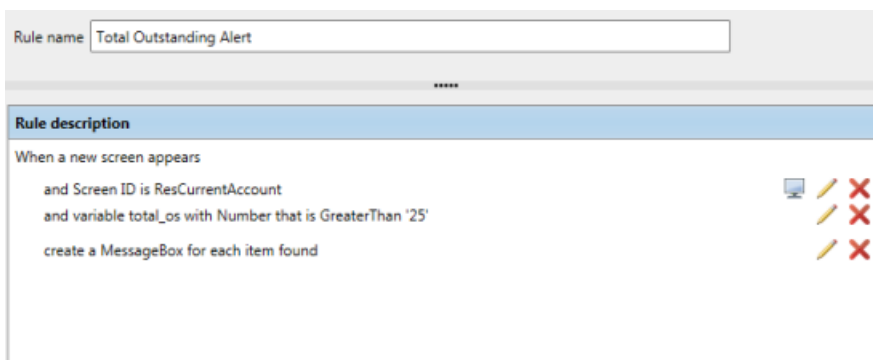 Rule name Total Outstanding Alert
Rule description
When a new screen appears
and Screen ID is ResCurrentAccount
and variable total_os with Number that is GreaterThan '25'
create a MessageBox for each item found